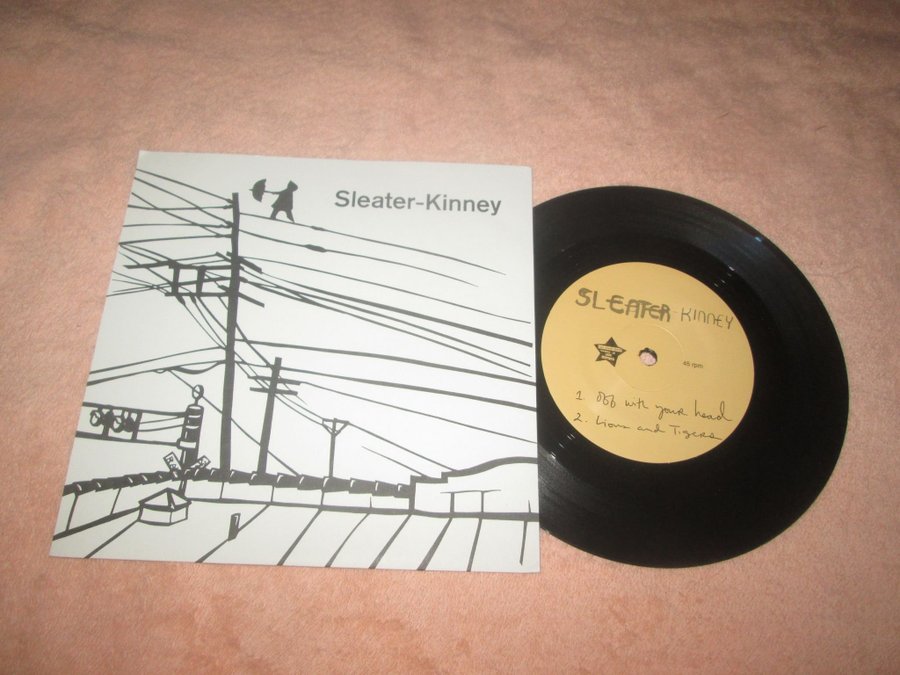 Sleater-Kinney
SLEATER-KINNEY
45 rpm
1. Off with your head
2. Lions and Tigers